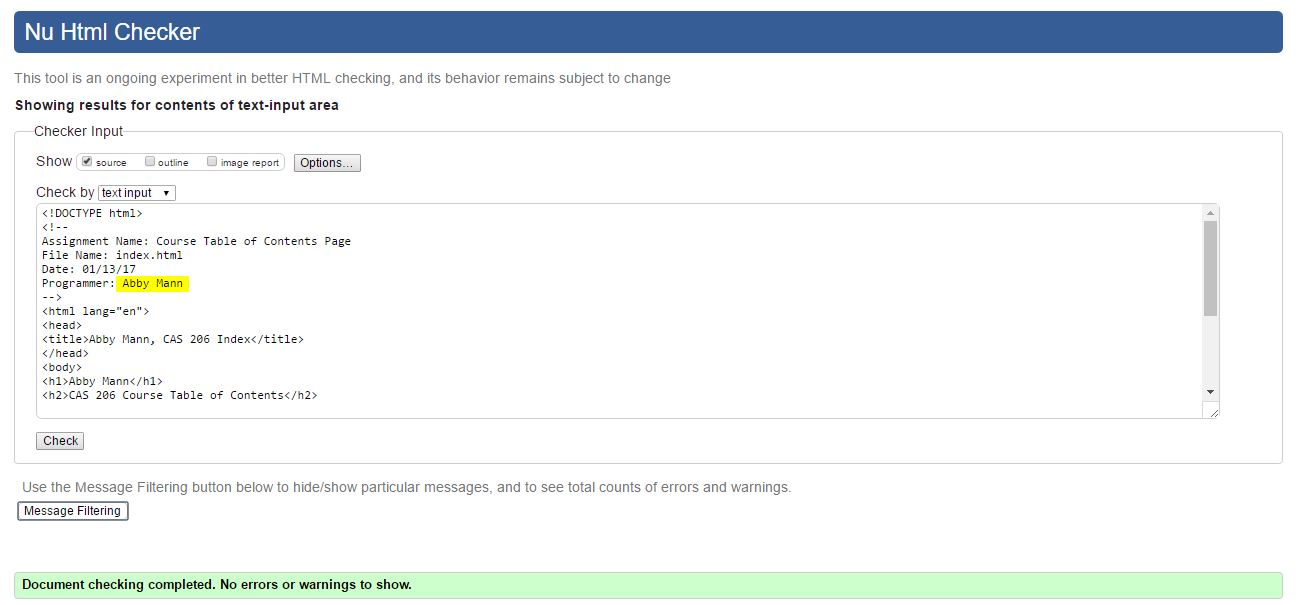 Nu Html Checker
This tool is an ongoing experiment in better HTML checking, and its behavior remains subject to change
Showing results for contents of text-input area
Checker Input
Show source outline image report Options...
Check by text input
<!DOCTYPE html>
<!--
Assignment Name: Course Table of Contents Page
File Name: index.html
Date: 01/13/17
Programmer: Abby Mann
-->
<html lang="en">
<head>
<title>Abby Mann, CAS 206 Index</title>
</head>
<body>
<h1>Abby Mann</h1>
<h2>CAS 206 Course Table of Contents</h2>
Check
Use the Message Filtering button below to hide/show particular messages, and to see total counts of errors and warnings.
Message Filtering
Document checking completed. No errors or warnings to show.